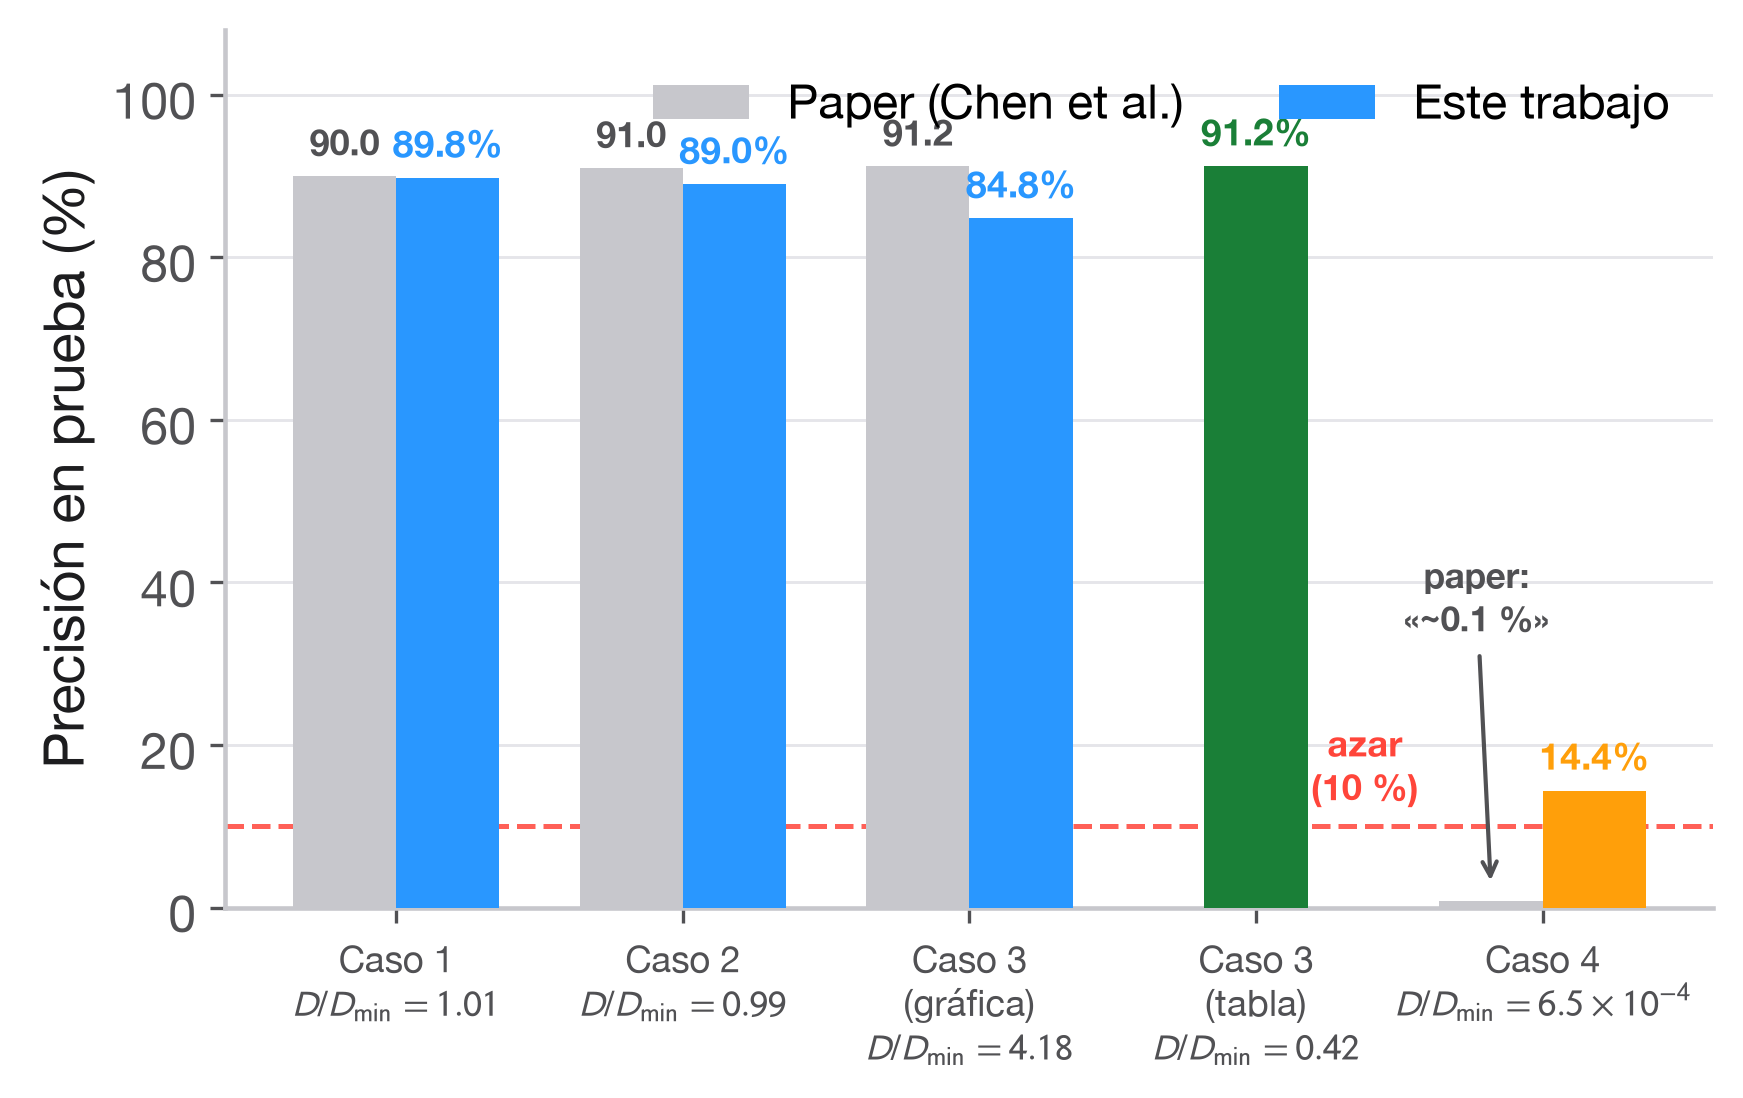 Precisión en prueba (%)
100
80
60
40
20
0
Paper (Chen et al.)
Este trabajo
90.0
89.8%
91.0
89.0%
91.2
84.8%
91.2%
paper:
«~0.1 %»
azar
(10 %)
14.4%
Caso 1
D/D_min = 1.01
Caso 2
D/D_min = 0.99
Caso 3
(gráfica)
D/D_min = 4.18
Caso 3
(tabla)
D/D_min = 0.42
Caso 4
D/D_min = 6.5 × 10⁻⁴